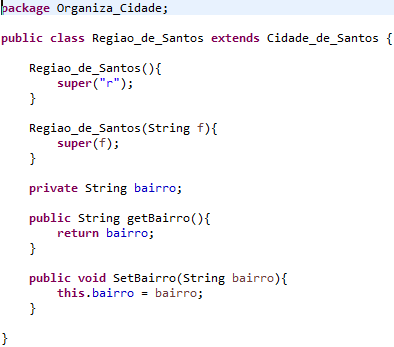 package Organiza_Cidade;
public class Regiao_de_Santos extends Cidade_de_Santos {
Regiao_de_Santos(){
super("r");
}
Regiao_de_Santos(String f){
super(f);
}
private String bairro;
public String getBairro(){
return bairro;
}
public void SetBairro(String bairro){
this.bairro = bairro;
}
}